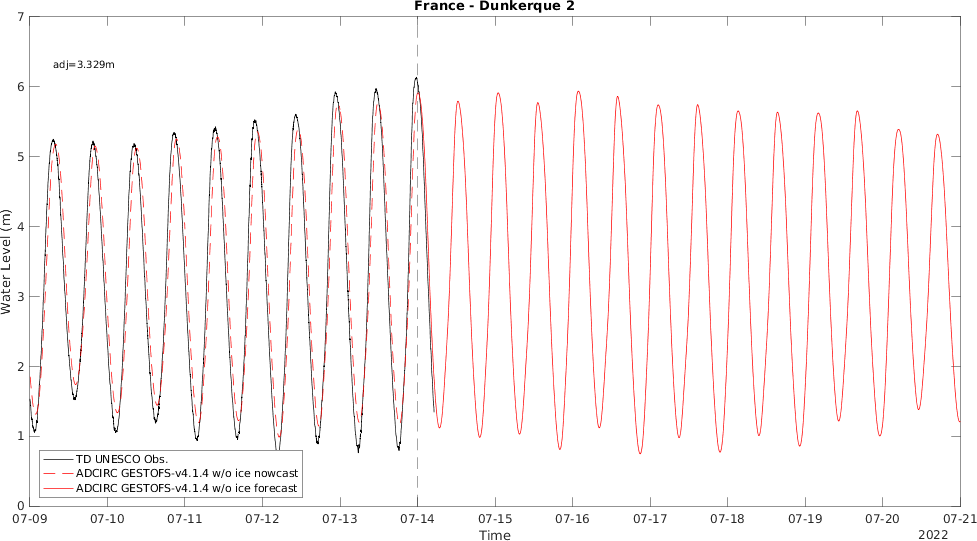 France - Dunkerque 2
7
adj=3.329m
6
5
4
3
2
1
0
Water Level (m)
TD UNESCO Obs.
ADCIRC GESTOFS-v4.1.4 w/o ice nowcast
ADCIRC GESTOFS-v4.1.4 w/o ice forecast
07-09 07-10 07-11 07-12 07-13 07-14 07-15 07-16 07-17 07-18 07-19 07-20 07-21
Time
2022